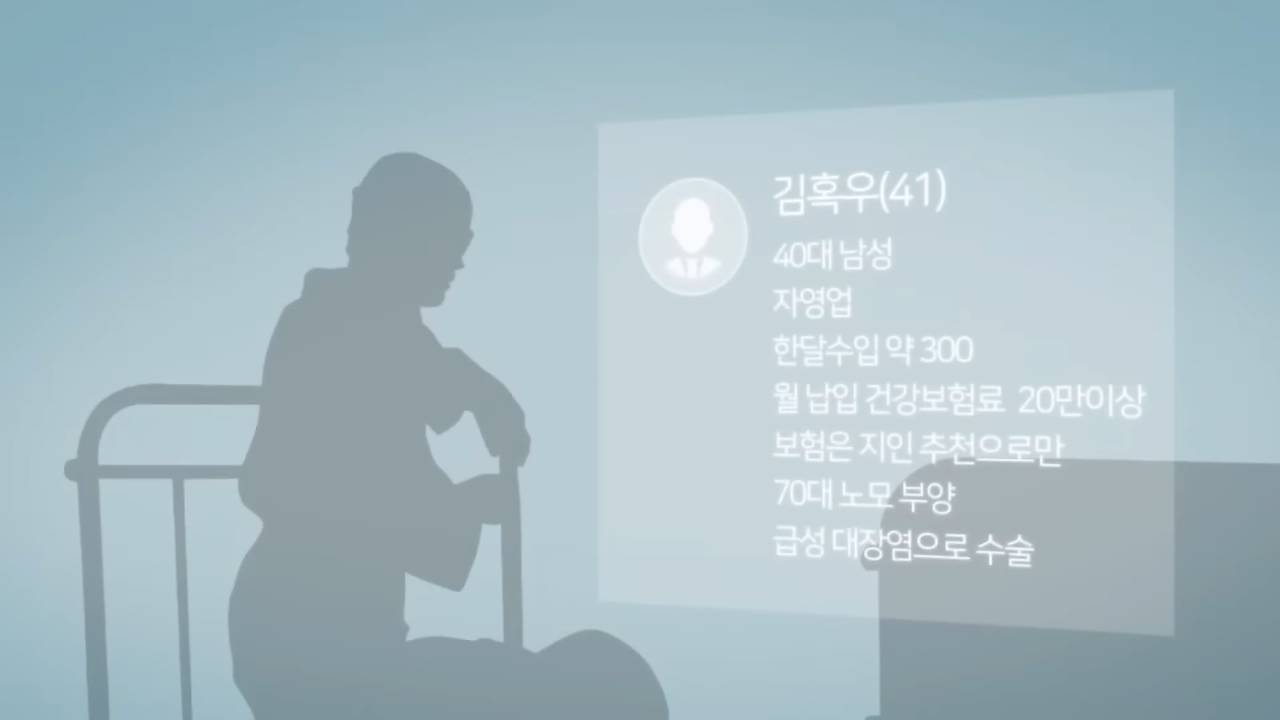 김혹우(41)
40대 남성
자영업
한달수입 약 300
월 납입 건강보험료 20만이상
보험은 지인 추천으로만
70대 노모 부양
급성 대장염으로 수술